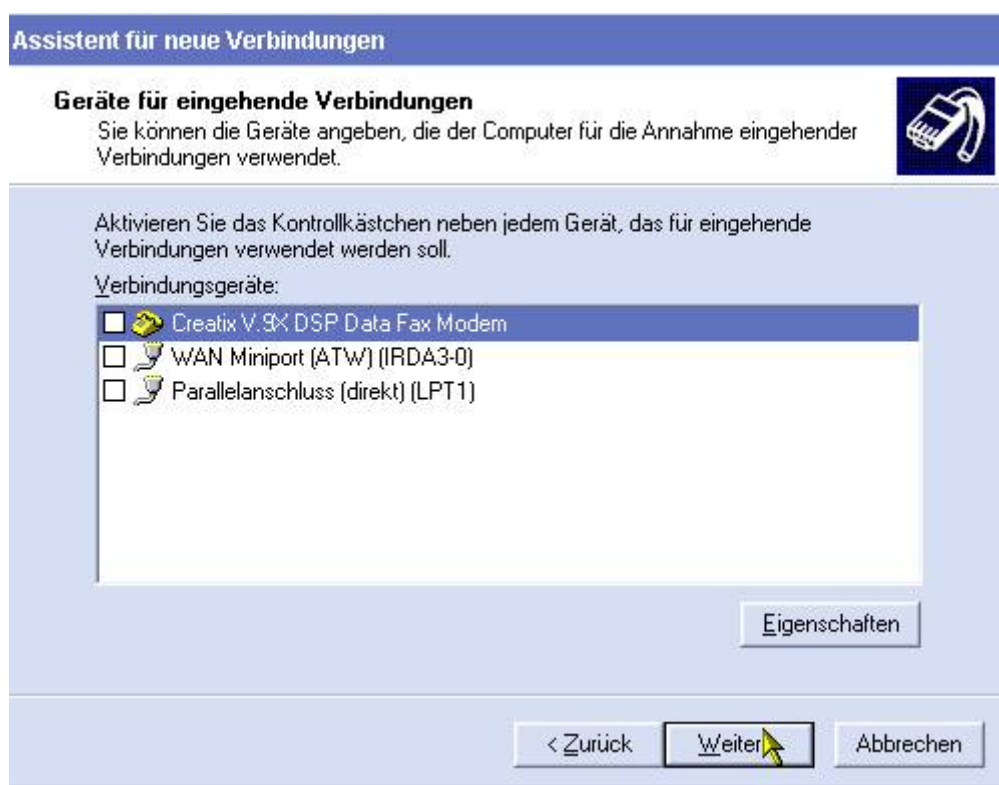 Assistent für neue Verbindungen
Geräte für eingehende Verbindungen
Sie können die Geräte angeben, die der Computer für die Annahme eingehender
Verbindungen verwendet.
Aktivieren Sie das Kontrollkästchen neben jedem Gerät, das für eingehende
Verbindungen verwendet werden soll.
Verbindungsgeräte:
Creatix V.9X DSP Data Fax Modem
WAN Miniport (ATW) (IRDA3-0)
Parallelanschluss (direkt) (LPT1)
Eigenschaften
< Zurück Weiter Abbrechen